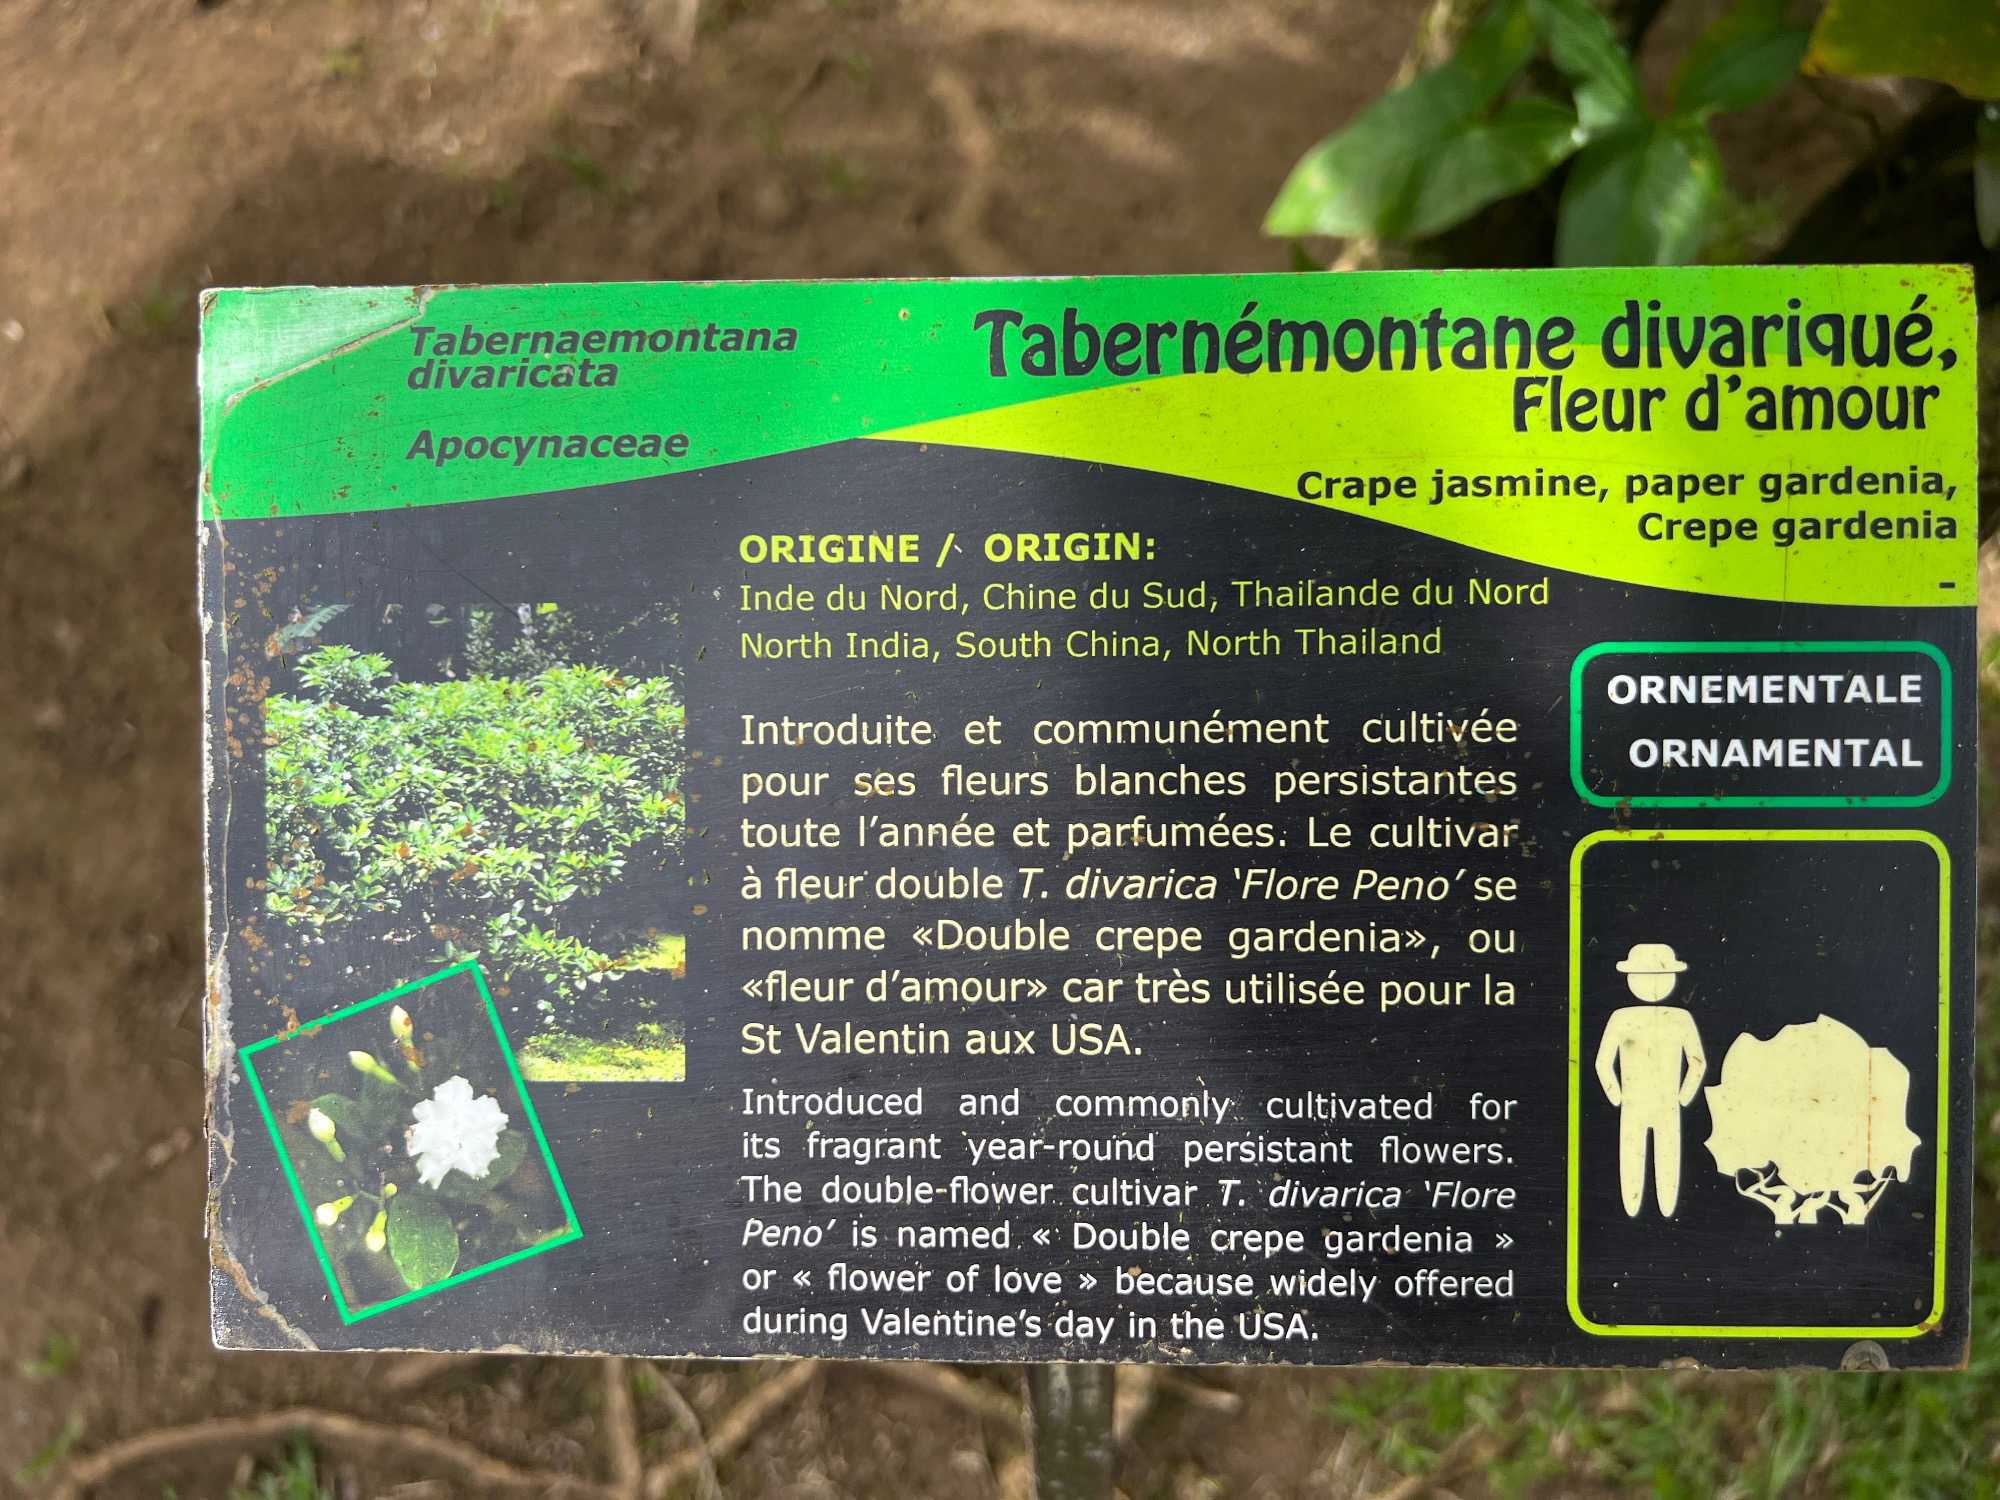 Tabernaemontana
divaricata
Apocynaceae
Tabernémontane divariqué,
Fleur d'amour
Crape jasmine, paper gardenia,
Crepe gardenia
-
ORIGINE / ORIGIN:
Inde du Nord, Chine du Sud, Thailande du Nord
North India, South China, North Thailand
Introduite et communément cultivée
pour ses fleurs blanches persistantes
toute l'année et parfumées. Le cultivar
à fleur double T. divarica ‘Flore Peno’ se
nomme «Double crepe gardenia», ou
«fleur d'amour» car très utilisée pour la
St Valentin aux USA.
Introduced and commonly cultivated for
its fragrant year-round persistant flowers.
The double-flower cultivar T. divarica ‘Flore
Peno’ is named « Double crepe gardenia »
or « flower of love » because widely offered
during Valentine's day in the USA.
ORNEMENTALE
ORNAMENTAL